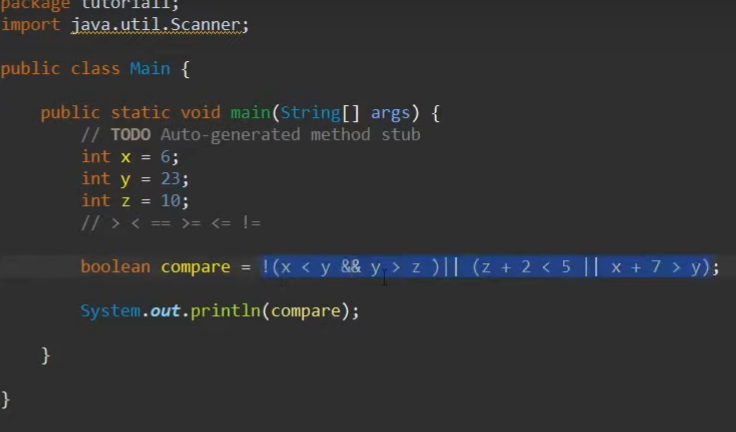 package tutorial1;
import java.util.Scanner;
public class Main {
public static void main(String[] args) {
// TODO Auto-generated method stub
int x = 6;
int y = 23;
int z = 10;
// > < == >= <= !=
boolean compare = !(x < y && y > z )|| (z + 2 < 5 || x + 7 > y);
System.out.println(compare);
}
}